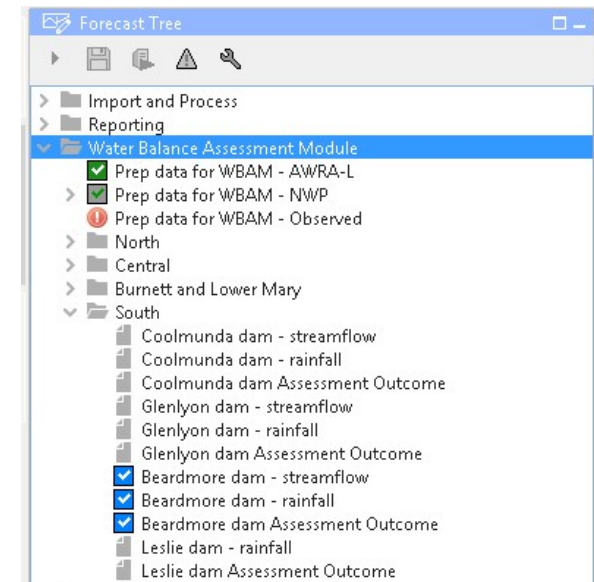 Forecast Tree
Import and Process
Reporting
Water Balance Assessment Module
Prep data for WBAM - AWRA-L
Prep data for WBAM - NWP
Prep data for WBAM - Observed
North
Central
Burnett and Lower Mary
South
Coolmunda dam - streamflow
Coolmunda dam - rainfall
Coolmunda dam Assessment Outcome
Glenlyon dam - streamflow
Glenlyon dam - rainfall
Glenlyon dam Assessment Outcome
Beardmore dam - streamflow
Beardmore dam - rainfall
Beardmore dam Assessment Outcome
Leslie dam - rainfall
Leslie dam Assessment Outcome